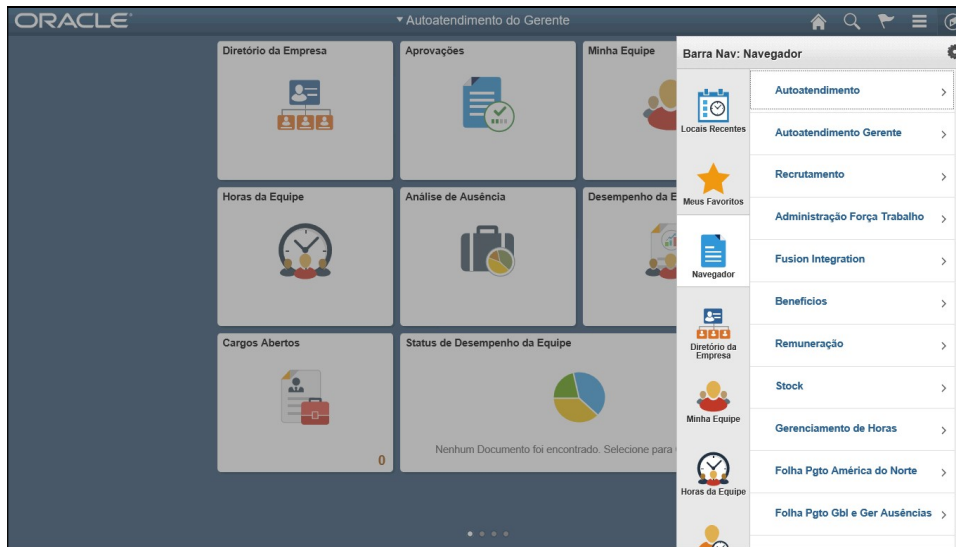 ORACLE
Autoatendimento do Gerente
Diretório da Empresa
Aprovações
Minha Equipe
Horas da Equipe
Análise de Ausência
Desempenho da E
Cargos Abertos
0
Status de Desempenho da Equipe
Nenhum Documento foi encontrado. Selecione para
Barra Nav: Navegador
Locais Recentes
Meus Favoritos
Navegador
Diretório da
Empresa
Minha Equipe
Horas da Equipe
Autoatendimento
Autoatendimento Gerente
Recrutamento
Administração Força Trabalho
Fusion Integration
Benefícios
Remuneração
Stock
Gerenciamento de Horas
Folha Pgto América do Norte
Folha Pgto Gbl e Ger Ausências